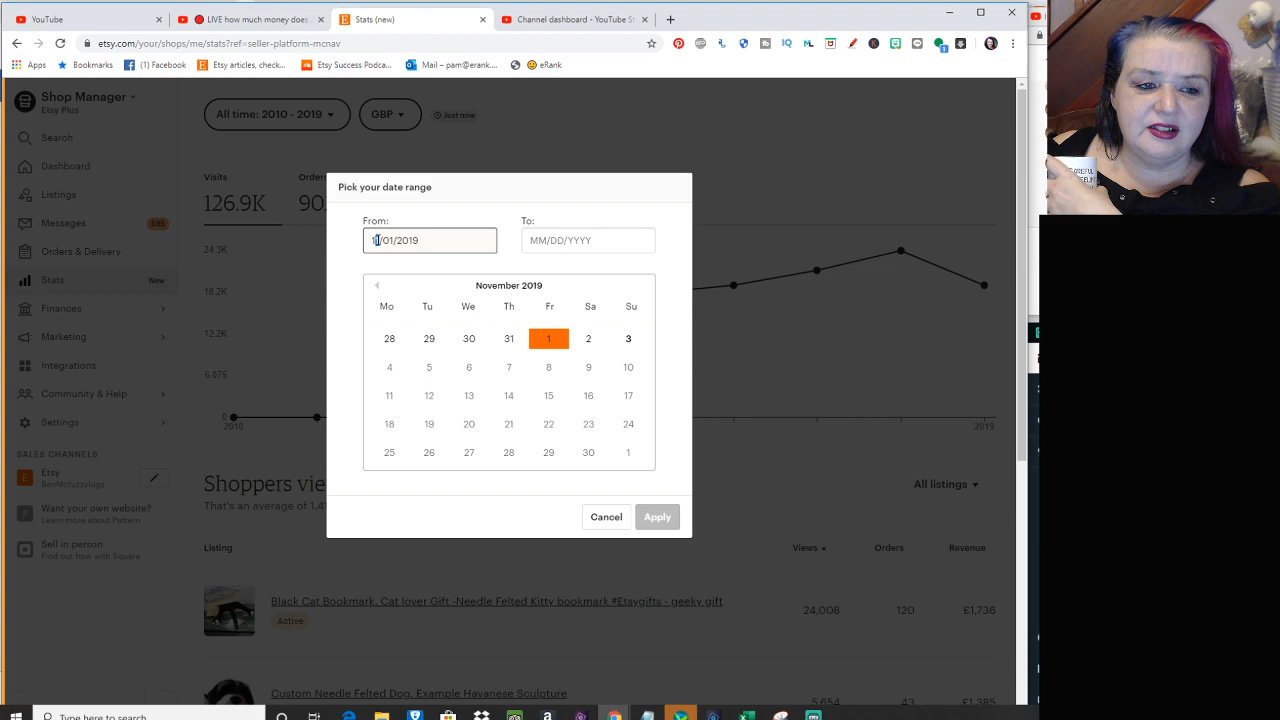 YouTube
LIVE how much money does
Stats (new)
Channel dashboard - YouTube St
etsy.com/your/shops/me/stats?ref=seller-platform-mcnav
Apps
Bookmarks
Facebook
Etsy articles, check...
Etsy Success Podca...
Mail – pam@erank....
eRank
Shop Manager
Etsy Plus
Search
Dashboard
Listings
Messages
585
Orders & Delivery
Stats
New
Finances
Marketing
Integrations
Community & Help
Settings
SALES CHANNELS
Etsy
BenMcfuzzylugs
Want your own website?
Learn more about Pattern
Sell in person
Find out how with Square
All time: 2010 - 2019
GBP
Just now
Visits
126.9K
24.3K
18.2K
12.2K
6,075
0
2010
2019
Pick your date range
From:
To:
MM/DD/YYYY
November 2019
Mo Tu We Th Fr Sa Su
28 29 30 31 1 2 3
4 5 6 7 8 9 10
11 12 13 14 15 16 17
18 19 20 21 22 23 24
25 26 27 28 29 30 1
Cancel
Apply
All listings
Listing
Views
Orders
Revenue
Black Cat Bookmark, Cat lover Gift -Needle Felted Kitty bookmark #Etsygifts - geeky gift
Active
24,008
120
£1,736
Custom Needle Felted Dog, Example Havanese Sculpture
5,654
43
£1,385
Type here to search